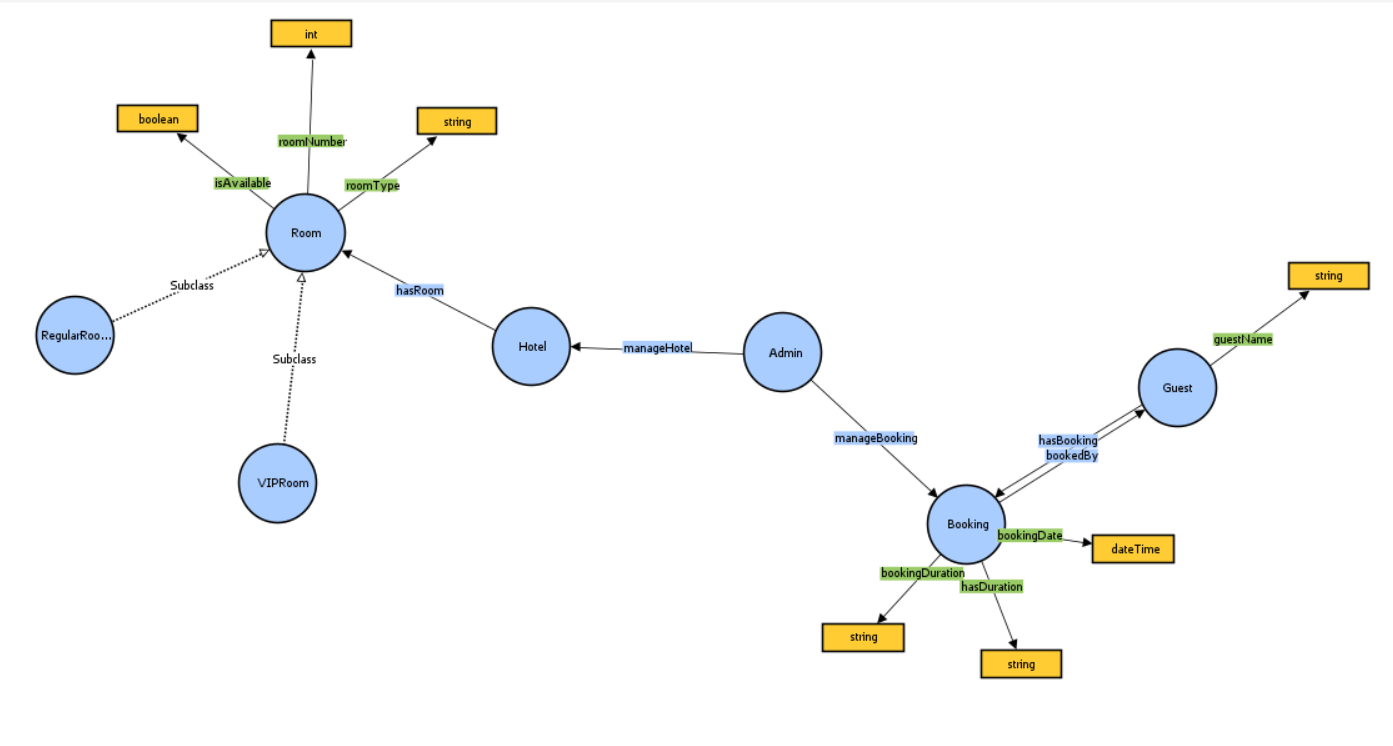 int
boolean
string
roomNumber
isAvailable
roomType
Room
Subclass
hasRoom
string
RegularRoo...
Hotel
manageHotel
Admin
guestName
Subclass
Guest
manageBooking
hasBooking
bookedBy
VIPRoom
Booking
bookingDate
dateTime
bookingDuration
hasDuration
string
string